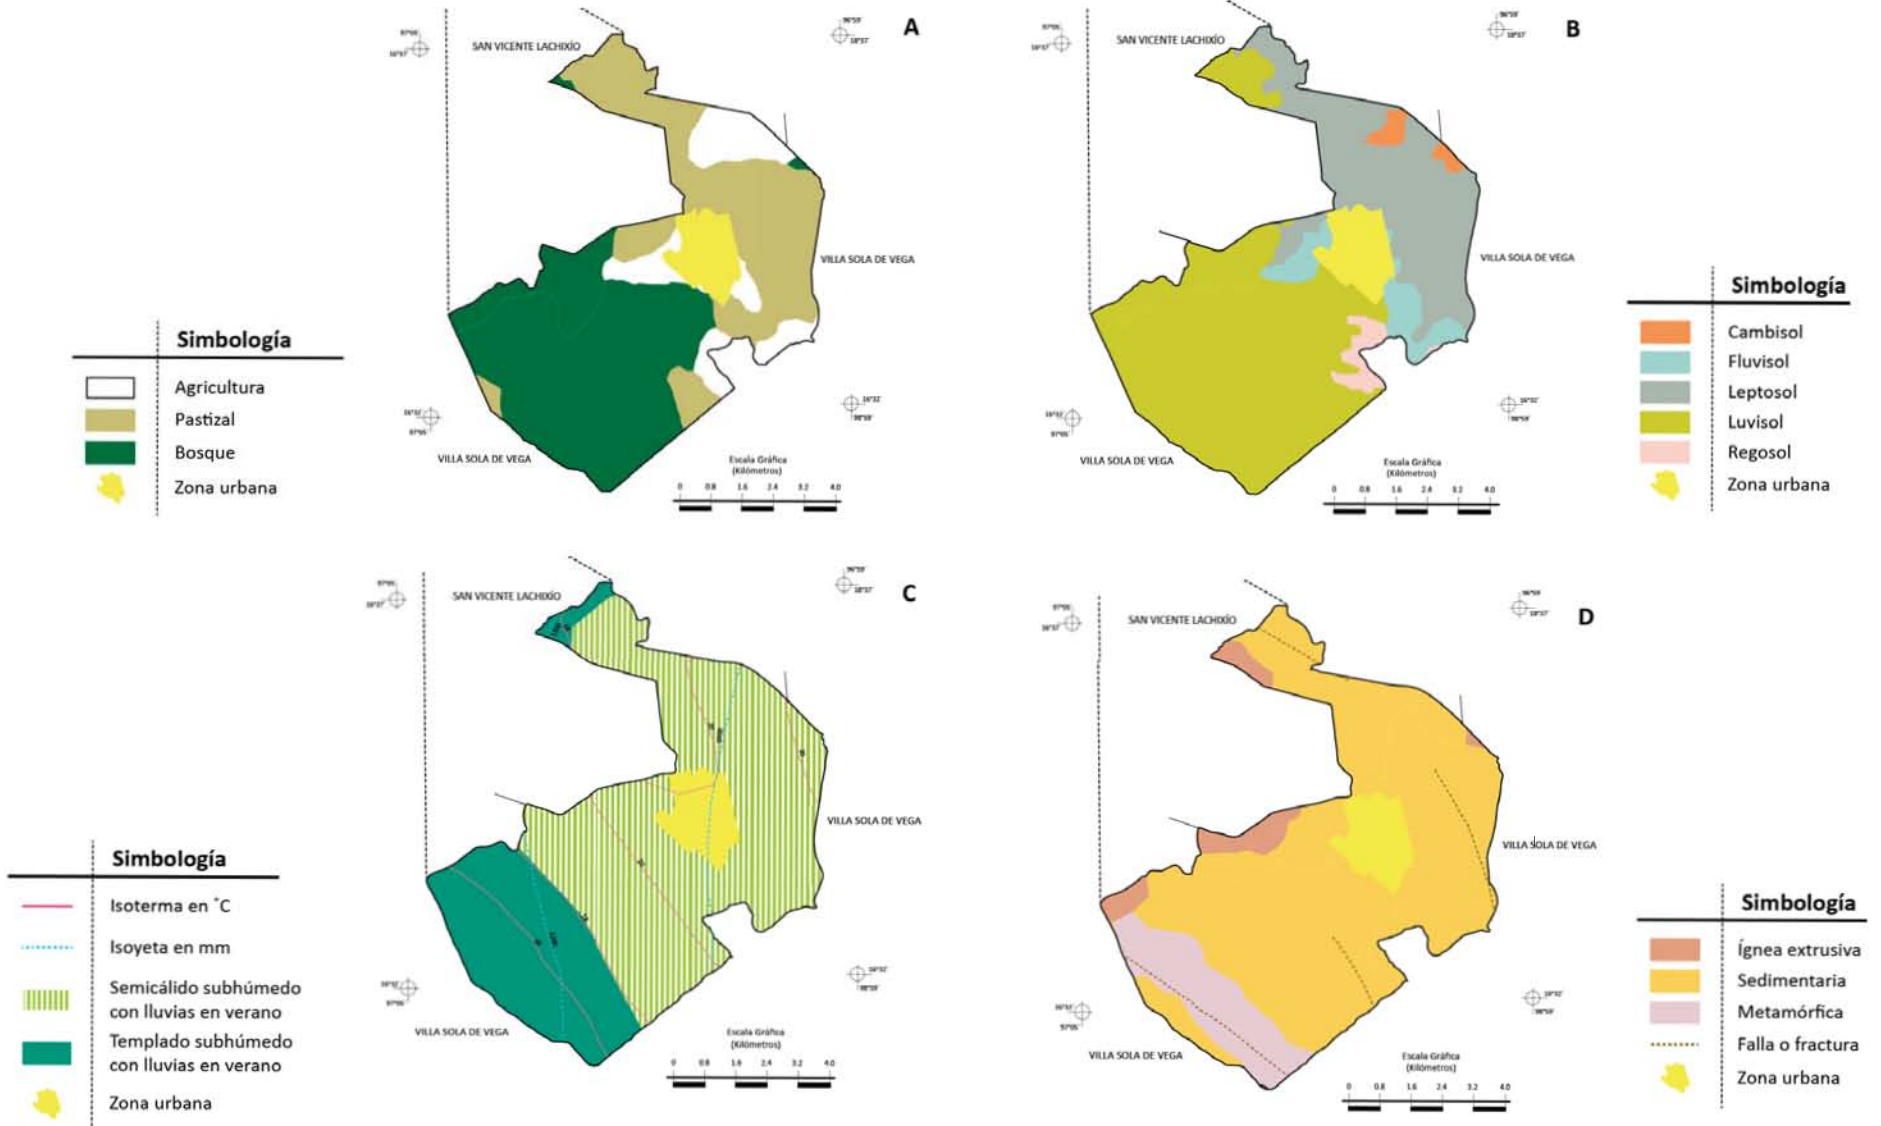 A
SAN VICENTE LACHIXÍO
VILLA SOLA DE VEGA
VILLA SOLA DE VEGA
Simbología
Agricultura
Pastizal
Bosque
Zona urbana
Escala Gráfica
(Kilómetros)
0 0.8 1.6 2.4 3.2 4.0
B
SAN VICENTE LACHIXÍO
VILLA SOLA DE VEGA
VILLA SOLA DE VEGA
Simbología
Cambisol
Fluvisol
Leptosol
Luvisol
Regosol
Zona urbana
Escala Gráfica
(Kilómetros)
0 0.8 1.6 2.4 3.2 4.0
C
SAN VICENTE LACHIXÍO
VILLA SOLA DE VEGA
VILLA SOLA DE VEGA
Simbología
Isoterma en ˚C
Isoyeta en mm
Semicálido subhúmedo
con lluvias en verano
Templado subhúmedo
con lluvias en verano
Zona urbana
Escala Gráfica
(Kilómetros)
0 0.8 1.6 2.4 3.2 4.0
D
SAN VICENTE LACHIXÍO
VILLA SOLA DE VEGA
VILLA SOLA DE VEGA
Simbología
Ígnea extrusiva
Sedimentaria
Metamórfica
Falla o fractura
Zona urbana
Escala Gráfica
(Kilómetros)
0 0.8 1.6 2.4 3.2 4.0